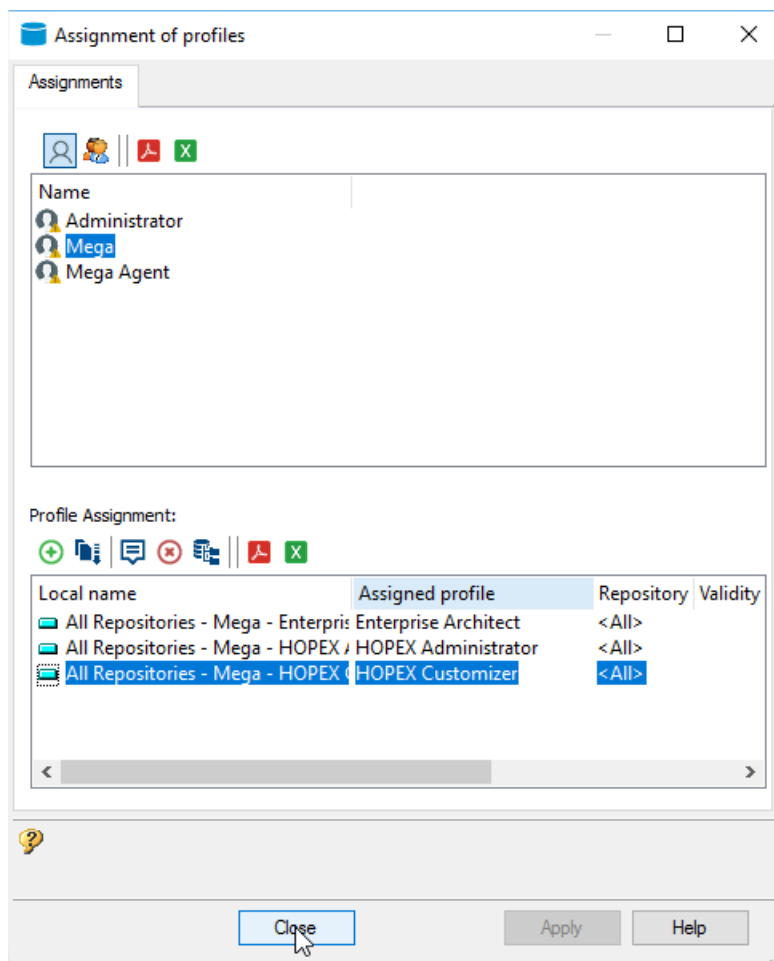 Assignment of profiles
Assignments
Name
Administrator
Mega
Mega Agent
Profile Assignment:
Local name Assigned profile Repository Validity
All Repositories - Mega - Enterpris Enterprise Architect <All>
All Repositories - Mega - HOPEX HOPEX Administrator <All>
All Repositories - Mega - HOPEX HOPEX Customizer <All>
Close Apply Help